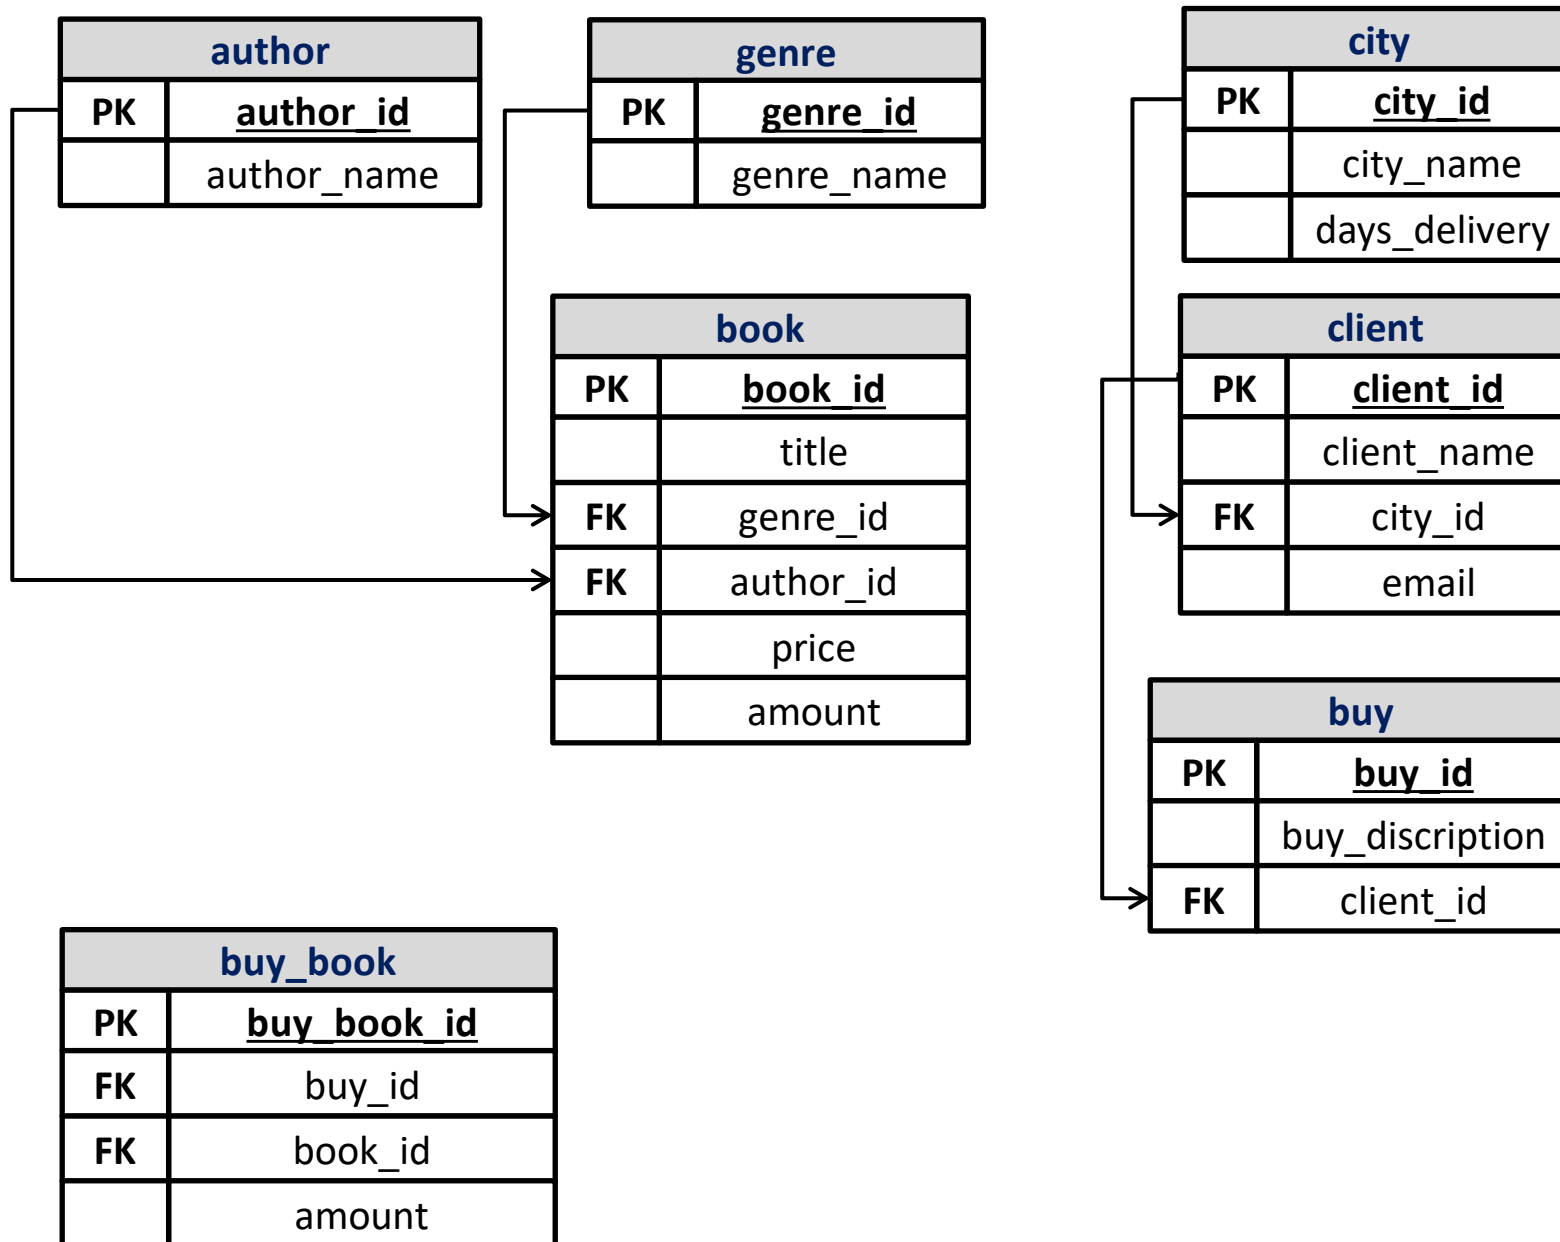 author
PK author_id
author_name
genre
PK genre_id
genre_name
city
PK city_id
city_name
days_delivery
book
PK book_id
title
FK genre_id
FK author_id
price
amount
client
PK client_id
client_name
FK city_id
email
buy
PK buy_id
buy_discription
FK client_id
buy_book
PK buy_book_id
FK buy_id
FK book_id
amount